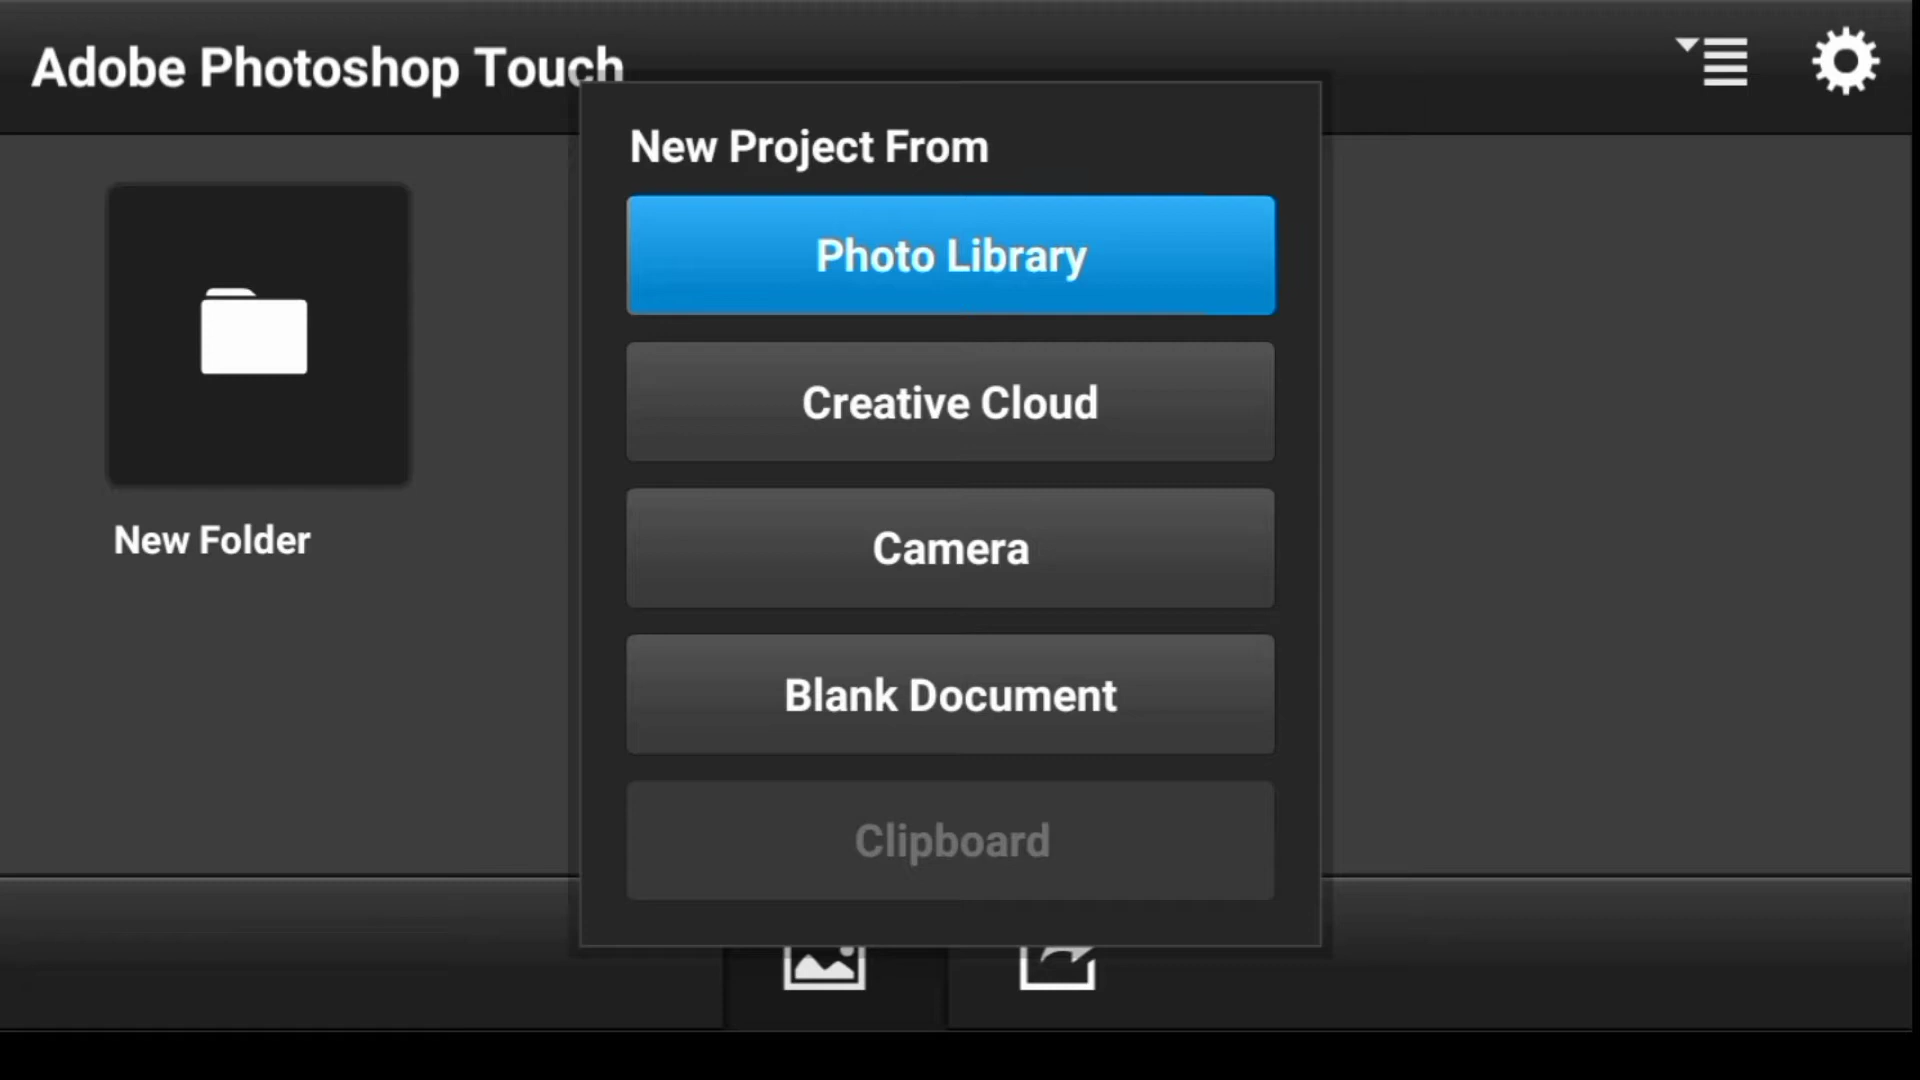 Adobe Photoshop Touch
New Project From
Photo Library
Creative Cloud
Camera
Blank Document
Clipboard
New Folder